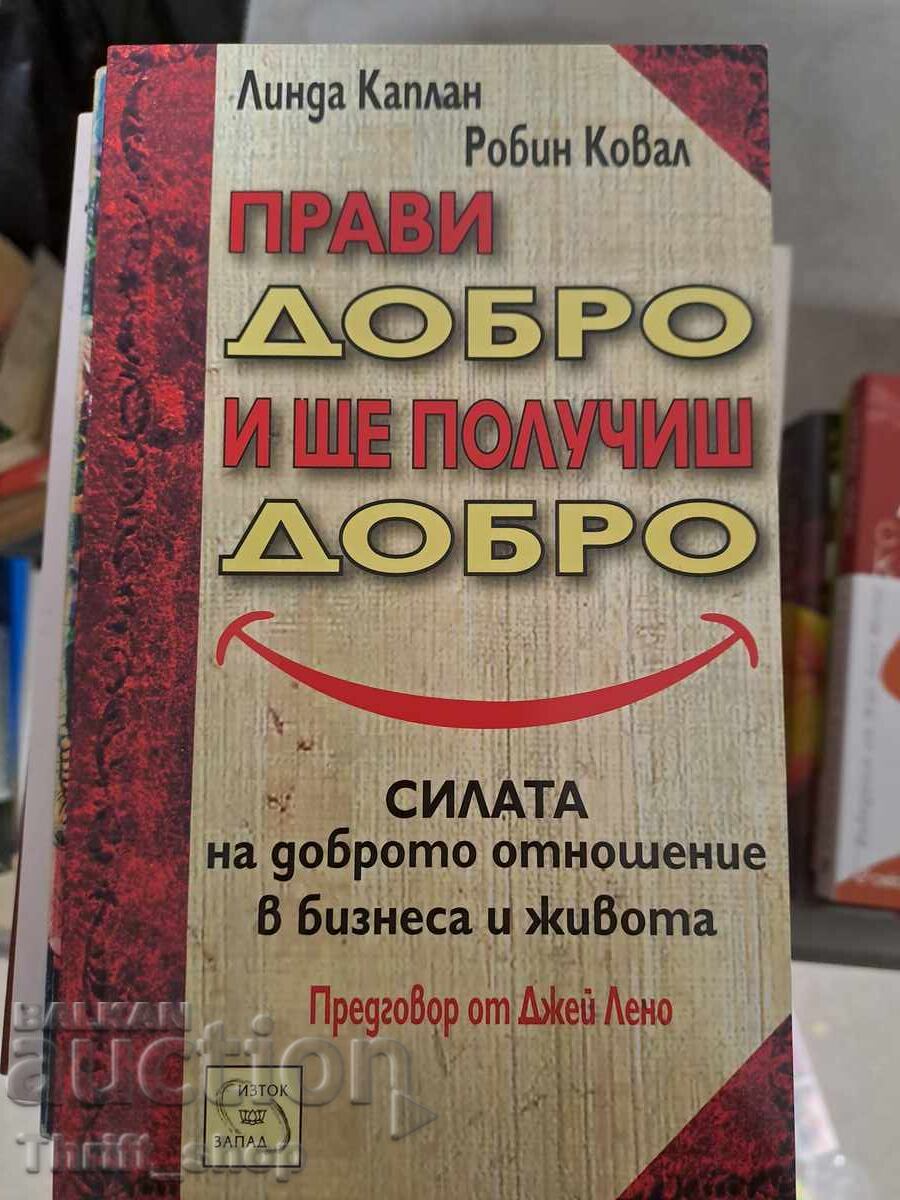 Линда Каплан
Робин Ковал
ПРАВИ
ДОБРО
И ЩЕ ПОЛУЧИШ
ДОБРО
СИЛАТА
на доброто отношение
в бизнеса и живота
Предговор от Джей Лено
ИЗТОК
ЗАПАД
BALKAN
auction
Thrift_shop